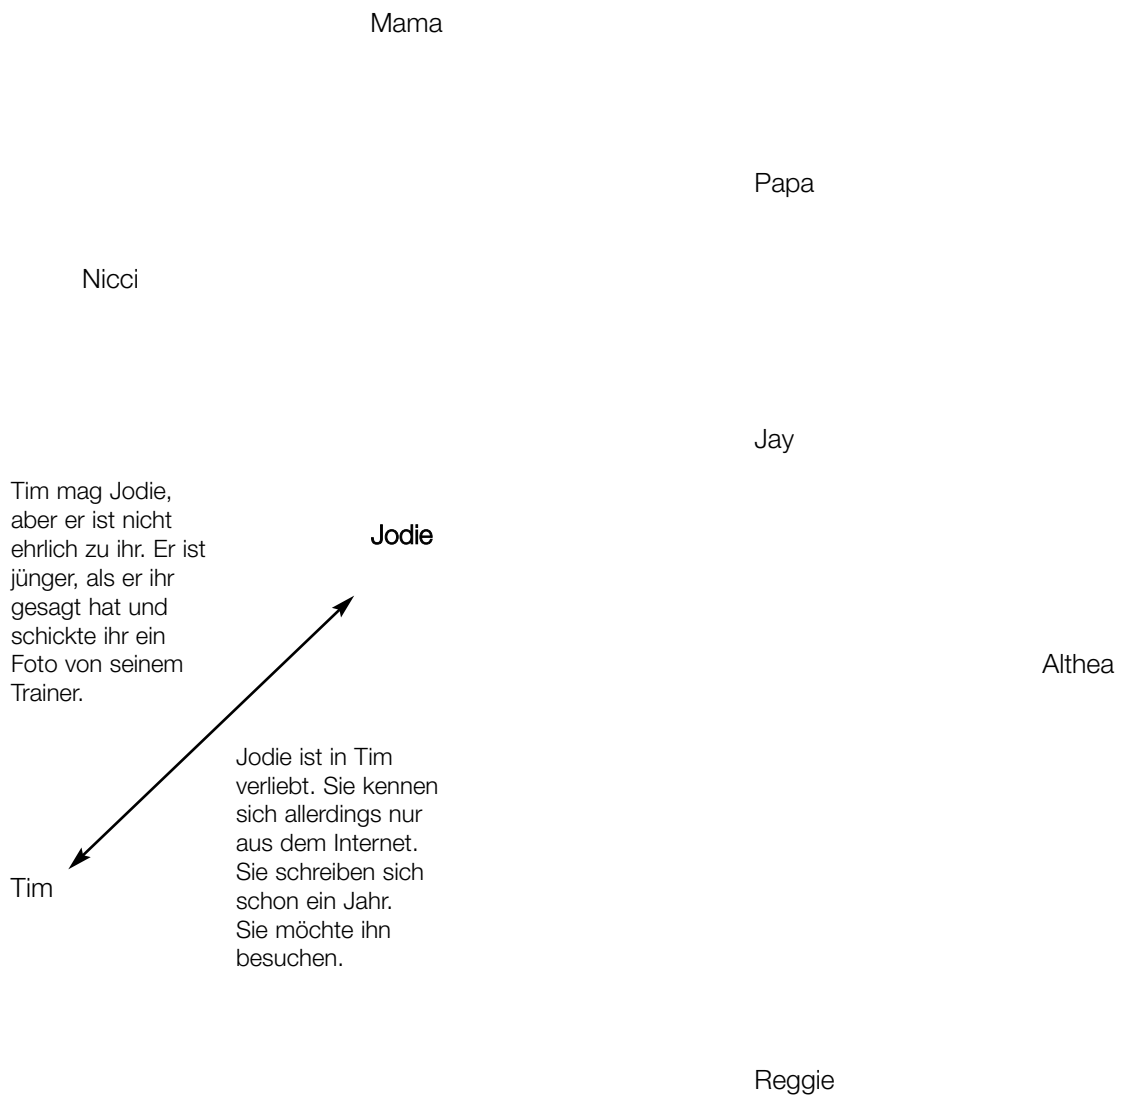 Mama
Papa
Nicci
Jay
Tim mag Jodie,
aber er ist nicht
ehrlich zu ihr. Er ist
jünger, als er ihr
gesagt hat und
schickte ihr ein
Foto von seinem
Trainer.
Jodie
Althea
Jodie ist in Tim
verliebt. Sie kennen
sich allerdings nur
aus dem Internet.
Sie schreiben sich
schon ein Jahr.
Sie möchte ihn
besuchen.
Tim
Reggie